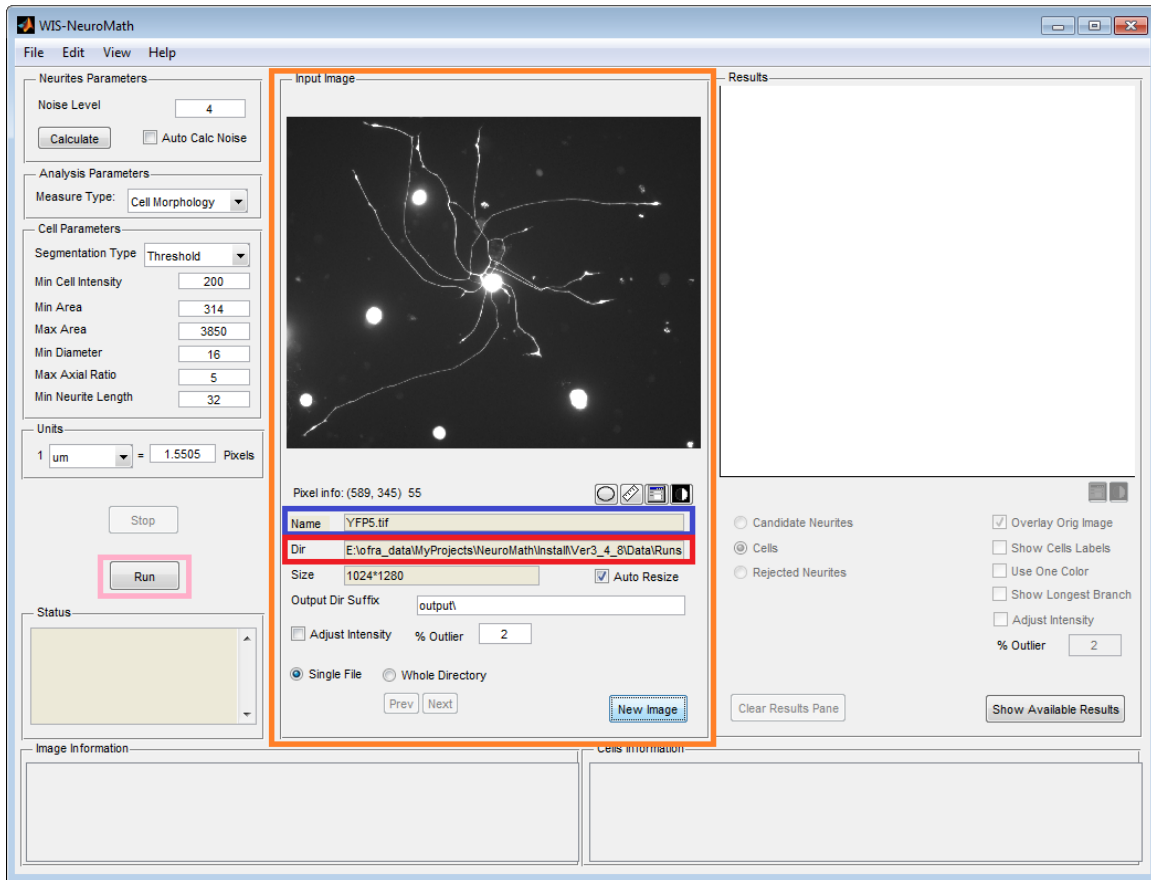 WIS-NeuroMath
File Edit View Help
Neurites Parameters
Noise Level 4
Calculate Auto Calc Noise
Analysis Parameters
Measure Type: Cell Morphology
Cell Parameters
Segmentation Type Threshold
Min Cell Intensity 200
Min Area 314
Max Area 3850
Min Diameter 16
Max Axial Ratio 5
Min Neurite Length 32
Units
1 um = 1.5505 Pixels
Stop
Run
Status
Input Image
Pixel info: (589, 345) 55
Name YFP5.tif
Dir E:\ofra_data\MyProjects\NeuroMath\Install\Ver3_4_8\Data\Runs
Size 1024*1280 Auto Resize
Output Dir Suffix output\
Adjust Intensity % Outlier 2
Single File Whole Directory
Prev Next
New Image
Results
Candidate Neurites
Cells
Rejected Neurites
Overlay Orig Image
Show Cells Labels
Use One Color
Show Longest Branch
Adjust Intensity
% Outlier 2
Clear Results Pane
Show Available Results
Image Information
Cells Information